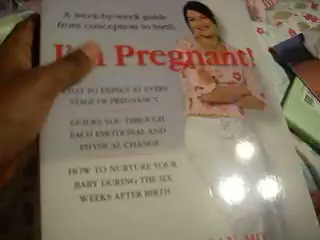 A week-by-week guide
from conception to birth
I'm Pregnant!
WHAT TO EXPECT AT EVERY
STAGE OF PREGNANCY
GUIDES YOU THROUGH
EACH EMOTIONAL AND
PHYSICAL CHANGE
HOW TO NURTURE YOUR
BABY DURING THE SIX
WEEKS AFTER BIRTH